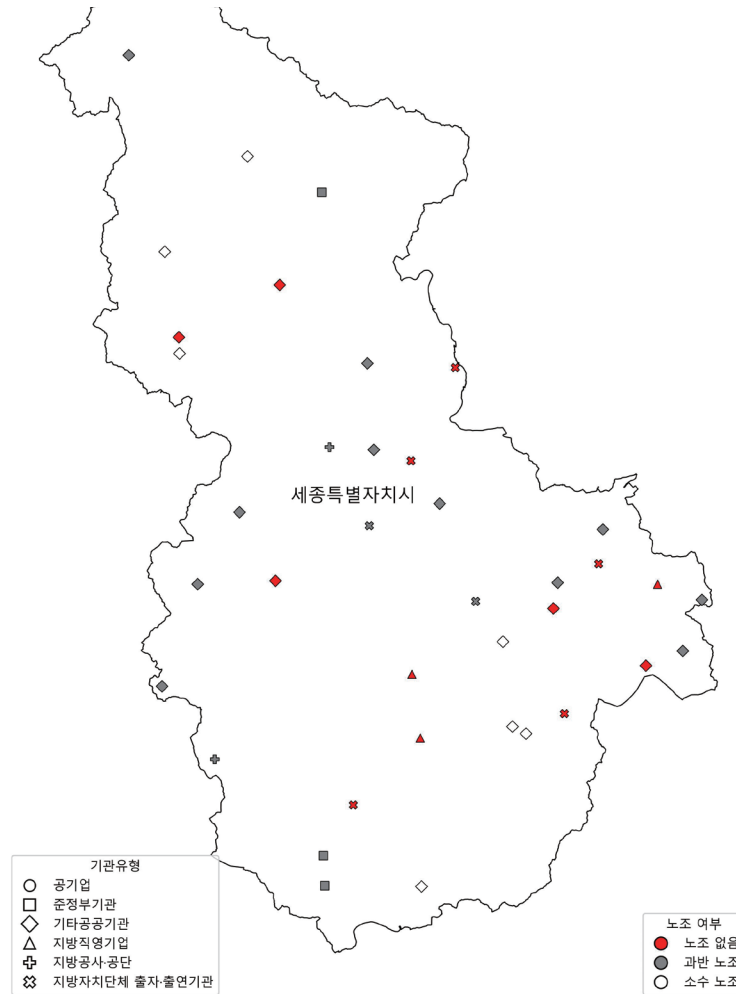 세종특별자치시
기관유형
공기업
준정부기관
기타공공기관
지방직영기업
지방공사·공단
지방자치단체 출자·출연기관
노조 여부
노조 없음
과반 노조
소수 노조